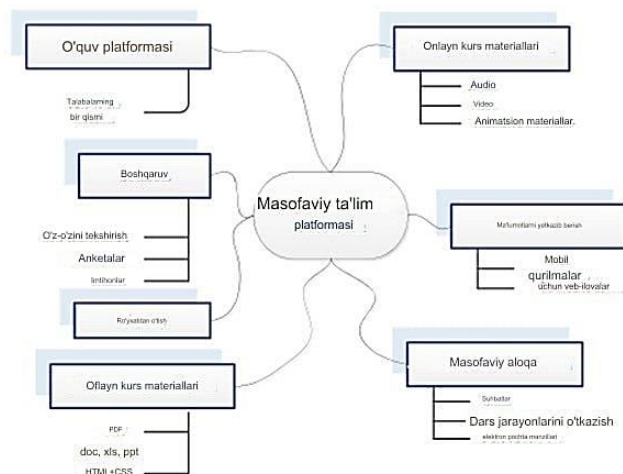 O'quv platformasi
Talabalarning
bir qismi
Onlayn kurs materiallari
Audio
Video
Animatsion materiallar.
Boshqaruv
O'z-o'zini tekshirish
Anketalar
Imtihonlar
Ro'yxatdan o'tish
Masofaviy ta'lim
platformasi
Ma'lumotlarni yetkazib berish
Mobil
qurilmalar
uchun veb-ilovalar
Oflayn kurs materiallari
PDF
doc, xls, ppt
HTML+CSS
Masofaviy aloqa
Suhbatlar
Dars jarayonlarini o'tkazish
elektron pochta manzillari